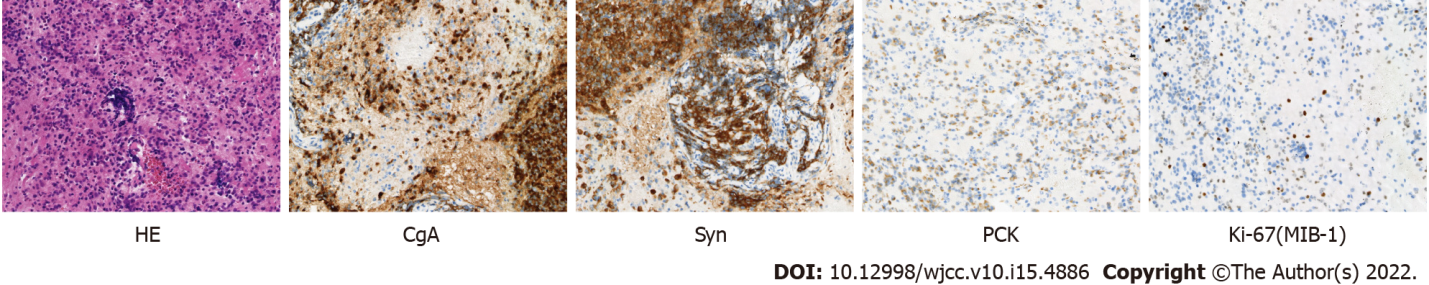 HE CgA Syn PCK Ki-67(MIB-1)
DOI: 10.12998/wjcc.v10.i15.4886 Copyright ©The Author(s) 2022.